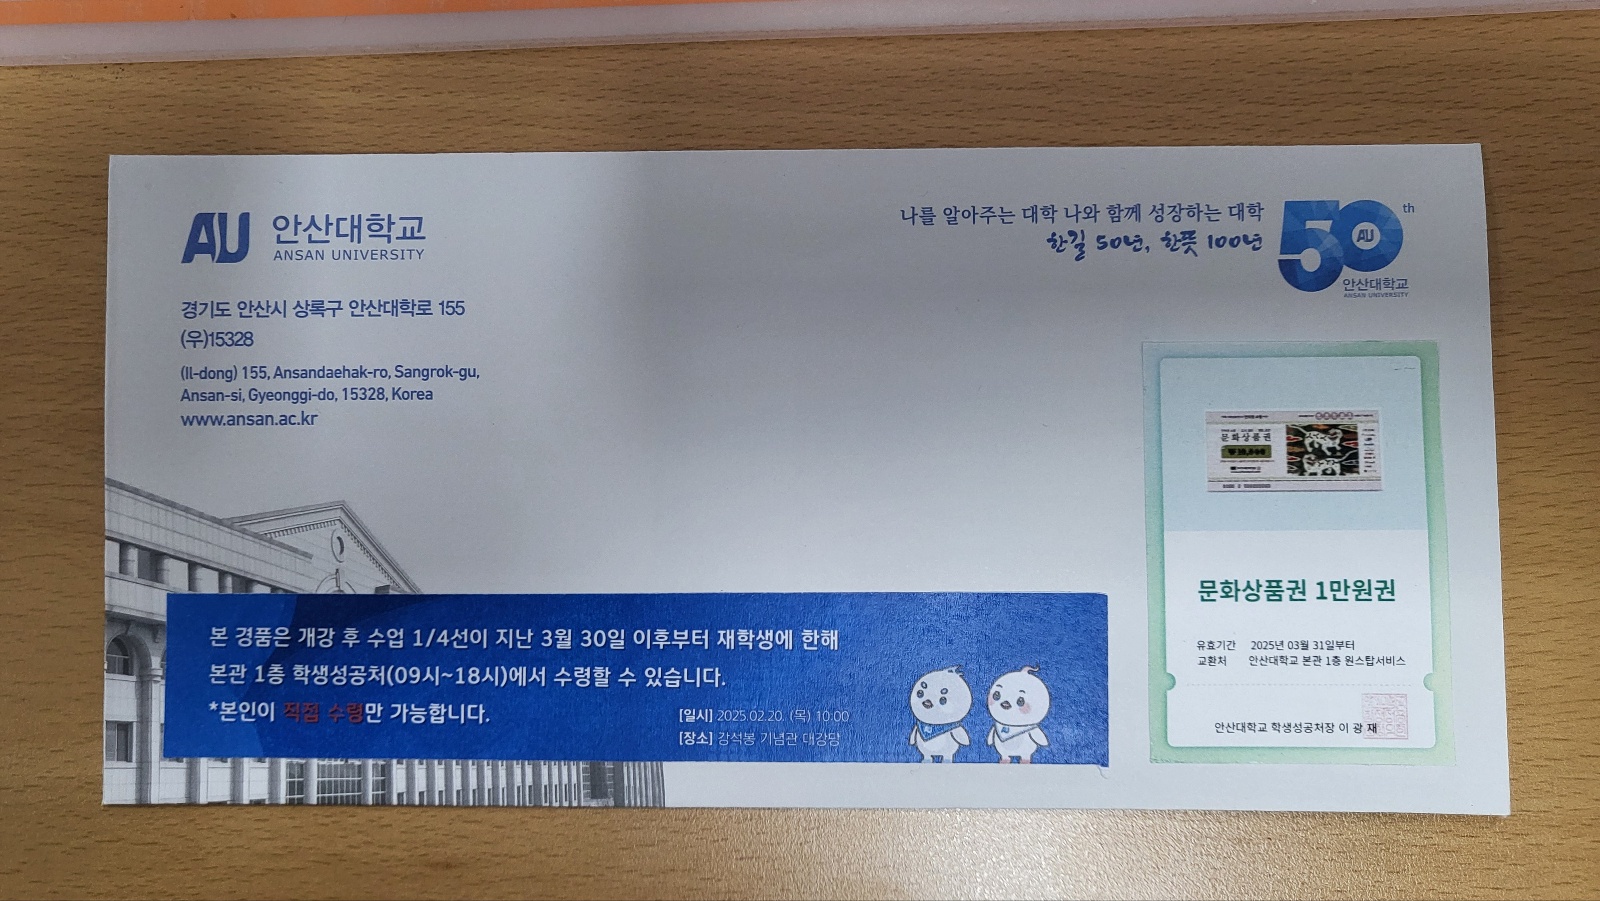 AU 안산대학교
ANSAN UNIVERSITY
경기도 안산시 상록구 안산대학로 155
(우)15328
(Il-dong) 155, Ansandaehak-ro, Sangrok-gu,
Ansan-si, Gyeonggi-do, 15328, Korea
www.ansan.ac.kr
나를 알아주는 대학 나와 함께 성장하는 대학
한길 50년, 한뜻 100년
50th
AU
안산대학교
ANSAN UNIVERSITY
문화상품권
₩10,000
문화상품권 1만원권
유효기간 2025년 03월 31일부터
교환처 안산대학교 본관 1층 원스탑서비스
안산대학교 학생성공처장 이 광 재
본 경품은 개강 후 수업 1/4선이 지난 3월 30일 이후부터 재학생에 한해
본관 1층 학생성공처(09시~18시)에서 수령할 수 있습니다.
*본인이 직접 수령만 가능합니다.
[일시] 2025.02.20. (목) 10:00
[장소] 강석봉 기념관 대강당